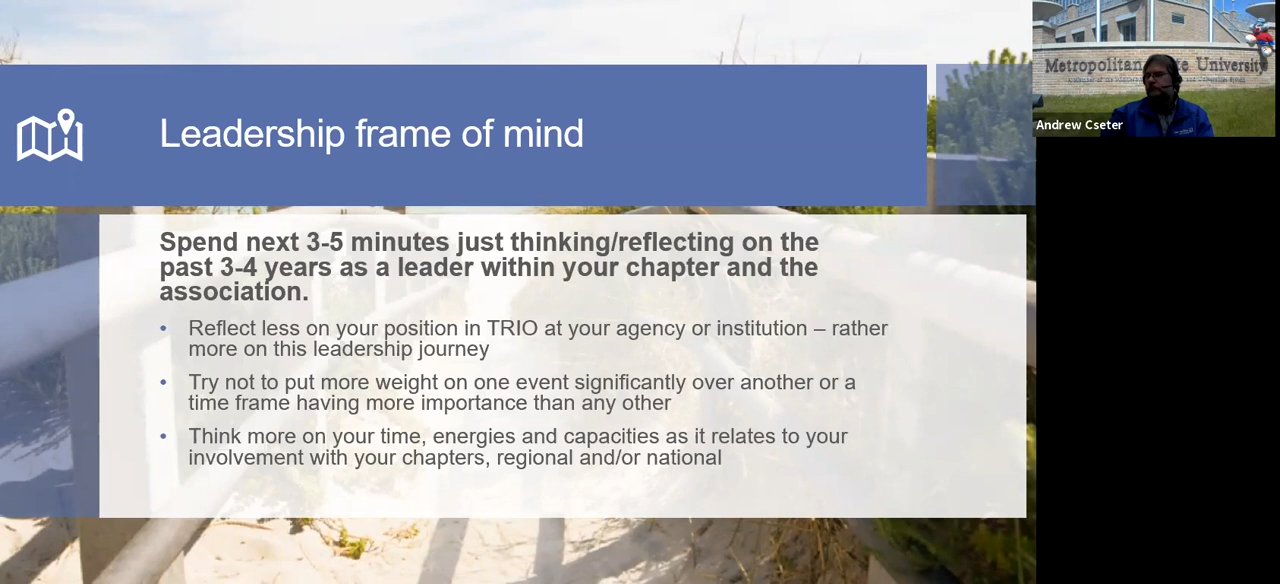 Leadership frame of mind
Spend next 3-5 minutes just thinking/reflecting on the
past 3-4 years as a leader within your chapter and the
association.
• Reflect less on your position in TRIO at your agency or institution – rather
more on this leadership journey
• Try not to put more weight on one event significantly over another or a
time frame having more importance than any other
• Think more on your time, energies and capacities as it relates to your
involvement with your chapters, regional and/or national
Metropolitan
University
Andrew Cseter